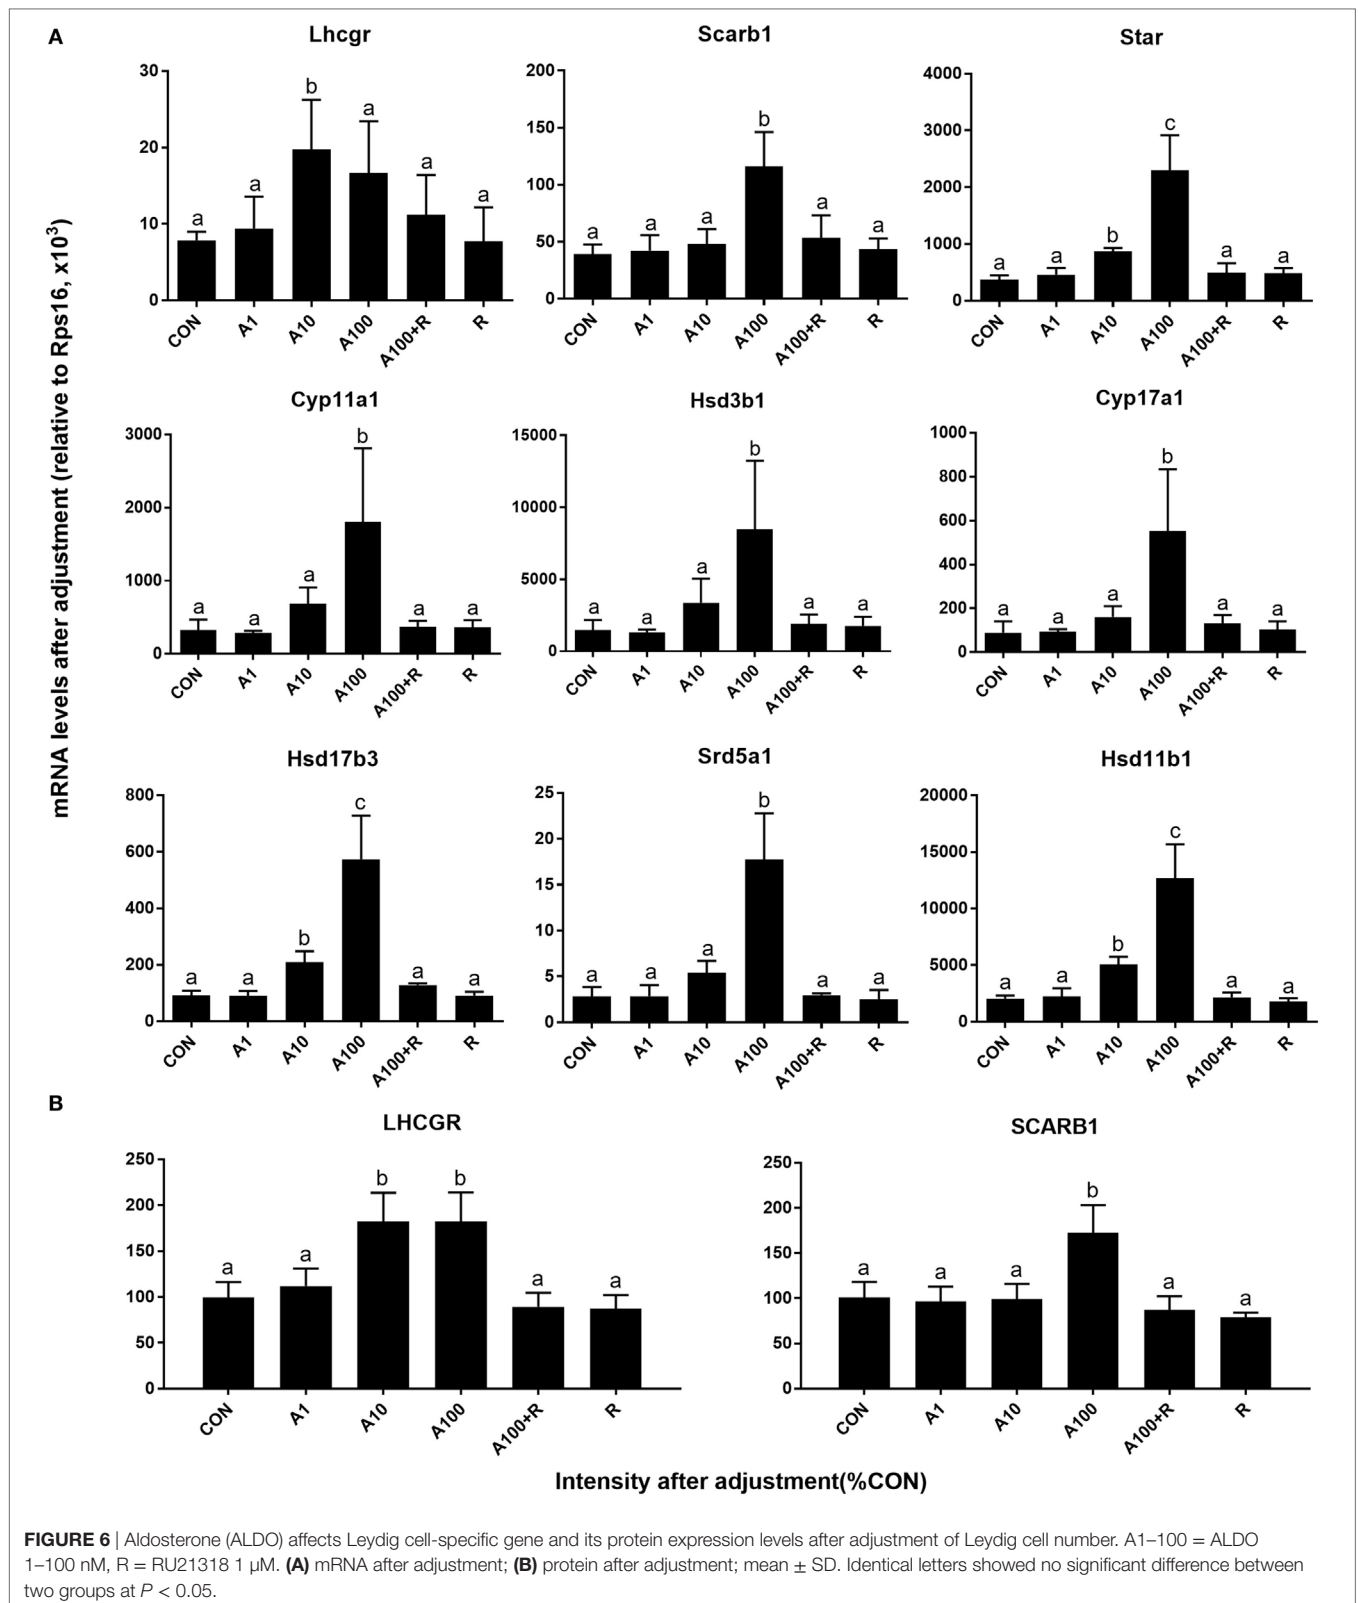 A
mRNA levels after adjustment (relative to Rps16, x10³)
Lhcgr
30
20
10
0
a
a
b
a
a
a
CON
A1
A10
A100
A100+R
R
Scarb1
200
150
100
50
0
a
a
a
b
a
a
CON
A1
A10
A100
A100+R
R
Star
4000
3000
2000
1000
0
a
a
b
c
a
a
CON
A1
A10
A100
A100+R
R
Cyp11a1
3000
2000
1000
0
a
a
a
b
a
a
CON
A1
A10
A100
A100+R
R
Hsd3b1
15000
10000
5000
0
a
a
a
b
a
a
CON
A1
A10
A100
A100+R
R
Cyp17a1
1000
800
600
400
200
0
a
a
a
b
a
a
CON
A1
A10
A100
A100+R
R
Hsd17b3
800
600
400
200
0
a
a
b
c
a
a
CON
A1
A10
A100
A100+R
R
Srd5a1
25
20
15
10
5
0
a
a
a
b
a
a
CON
A1
A10
A100
A100+R
R
Hsd11b1
20000
15000
10000
5000
0
a
a
b
c
a
a
CON
A1
A10
A100
A100+R
R
B
LHCGR
250
200
150
100
50
0
a
a
b
b
a
a
CON
A1
A10
A100
A100+R
R
SCARB1
250
200
150
100
50
0
a
a
a
b
a
a
CON
A1
A10
A100
A100+R
R
Intensity after adjustment(%CON)
FIGURE 6 | Aldosterone (ALDO) affects Leydig cell-specific gene and its protein expression levels after adjustment of Leydig cell number. A1–100 = ALDO
1–100 nM, R = RU21318 1 μM. (A) mRNA after adjustment; (B) protein after adjustment; mean ± SD. Identical letters showed no significant difference between
two groups at P < 0.05.